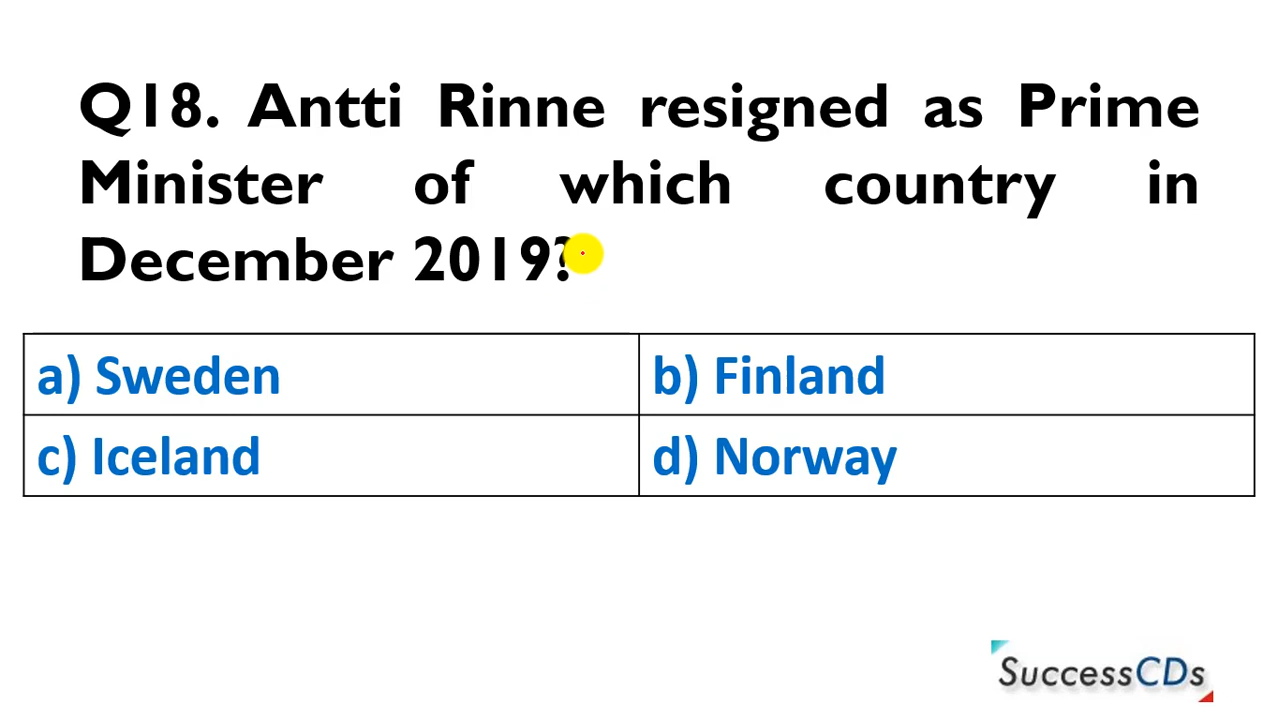 Q18. Antti Rinne resigned as Prime
Minister of which country in
December 2019?
a) Sweden
b) Finland
c) Iceland
d) Norway
SuccessCDs